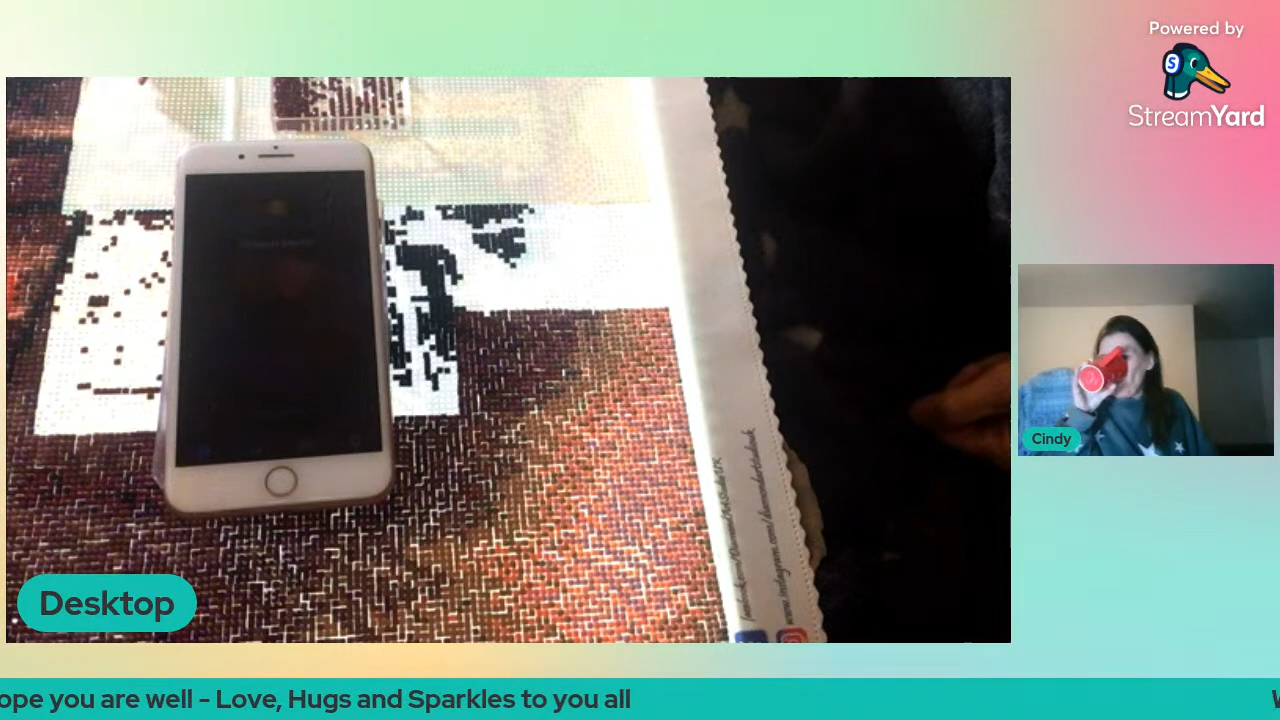 Powered by
S
StreamYard
Cindy
Desktop
ope you are well - Love, Hugs and Sparkles to you all
W